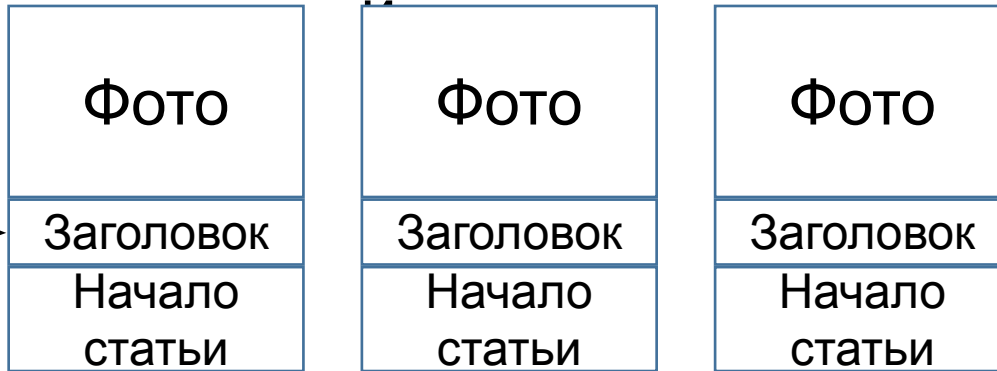 Фото Фото Фото
Заголовок Заголовок Заголовок
Начало Начало Начало
статьи статьи статьи